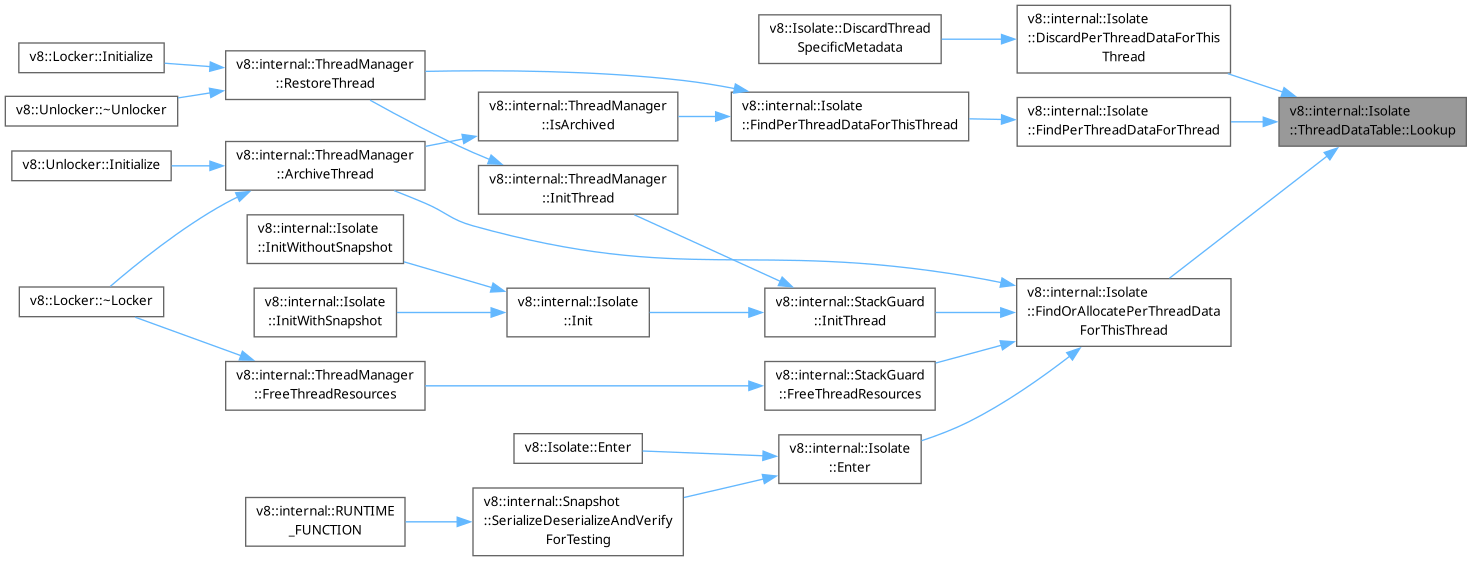 v8::Isolate::DiscardThread
SpecificMetadata
v8::internal::Isolate
::DiscardPerThreadDataForThis
Thread
v8::Locker::Initialize
v8::internal::ThreadManager
::RestoreThread
v8::Unlocker::~Unlocker
v8::internal::ThreadManager
::IsArchived
v8::internal::Isolate
::FindPerThreadDataForThisThread
v8::internal::Isolate
::FindPerThreadDataForThread
v8::internal::Isolate
::ThreadDataTable::Lookup
v8::Unlocker::Initialize
v8::internal::ThreadManager
::ArchiveThread
v8::internal::ThreadManager
::InitThread
v8::internal::Isolate
::InitWithoutSnapshot
v8::Locker::~Locker
v8::internal::Isolate
::InitWithSnapshot
v8::internal::Isolate
::Init
v8::internal::StackGuard
::InitThread
v8::internal::Isolate
::FindOrAllocatePerThreadData
ForThisThread
v8::internal::ThreadManager
::FreeThreadResources
v8::internal::StackGuard
::FreeThreadResources
v8::Isolate::Enter
v8::internal::Isolate
::Enter
v8::internal::RUNTIME
_FUNCTION
v8::internal::Snapshot
::SerializeDeserializeAndVerify
ForTesting